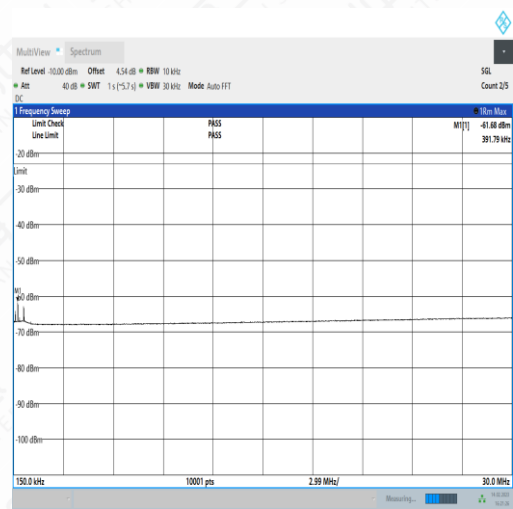 MultiView Spectrum
Ref Level -10.00 dBm Offset 4.54 dB RBW 10 kHz SGL
Att 40 dB SWT 1 s (~5.7 s) VBW 30 kHz Mode Auto FFT Count 2/5
DC
1 Frequency Sweep 1Rm Max
Limit Check PASS M1[1] -61.68 dBm
Line Limit PASS 391.79 kHz
-20 dBm
Limit
-30 dBm
-40 dBm
-50 dBm
M1
-60 dBm
-70 dBm
-80 dBm
-90 dBm
-100 dBm
150.0 kHz 10001 pts 2.99 MHz/ 30.0 MHz
Measuring...